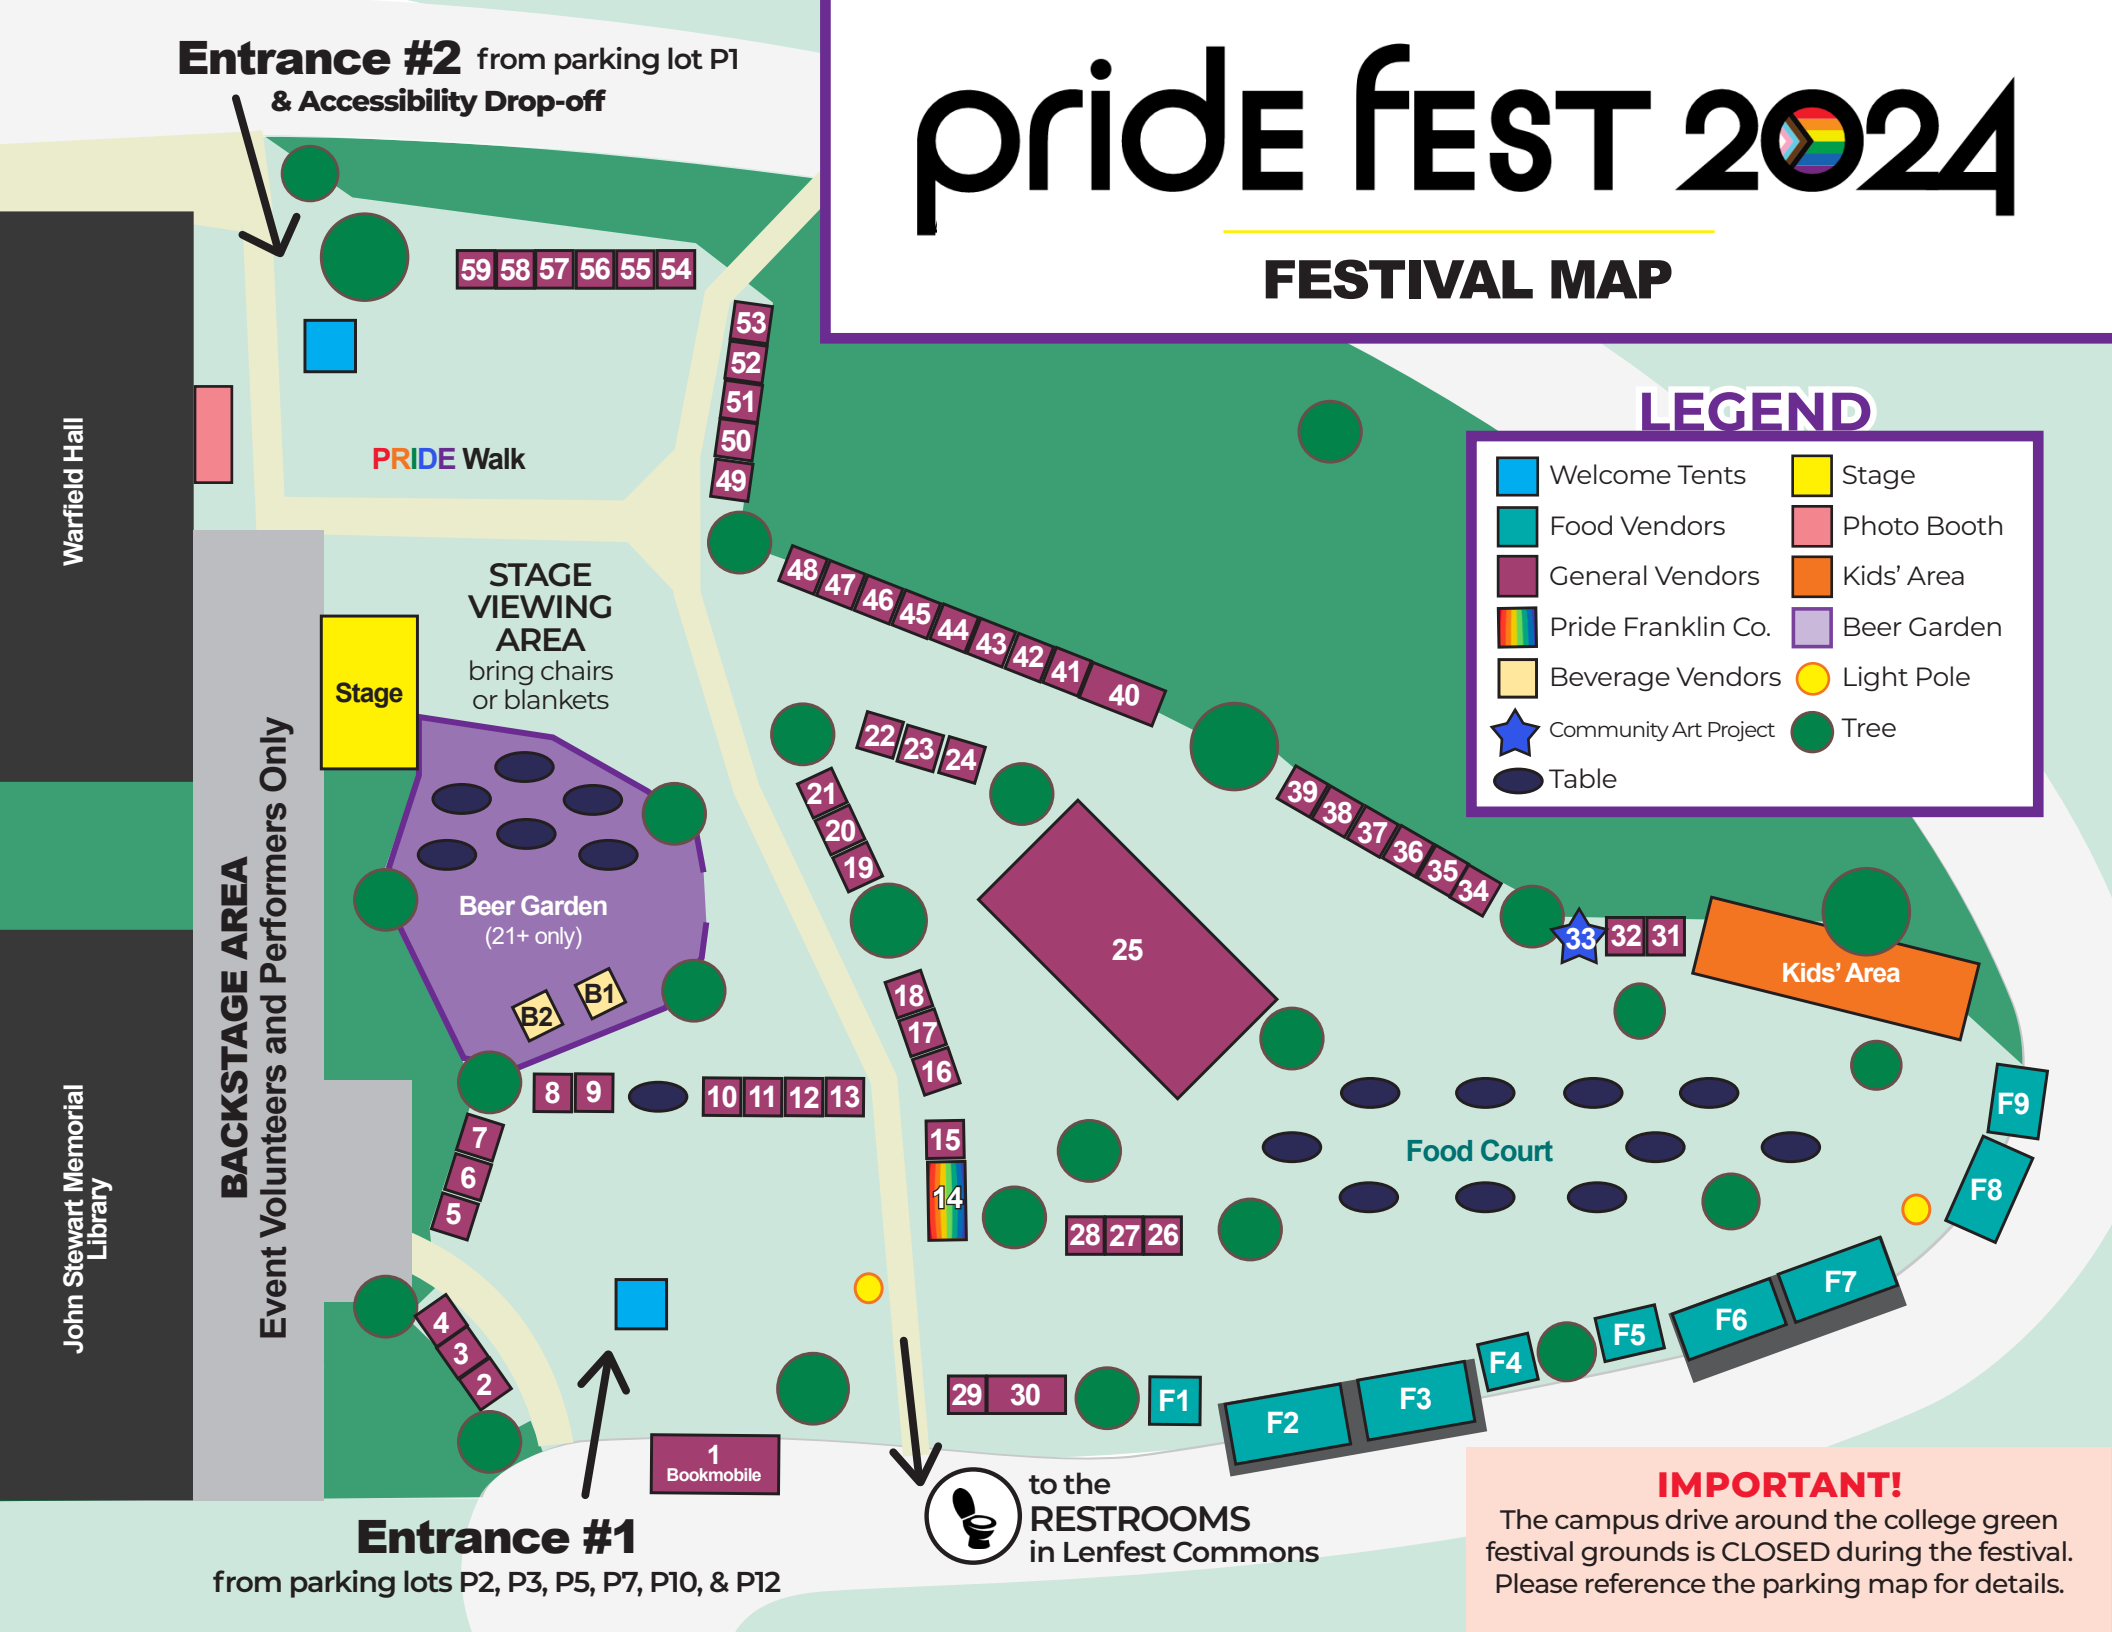 Entrance #2 from parking lot P1
& Accessibility Drop-off
pridE fEST 2024
FESTIVAL MAP
59 58 57 56 55 54
53
52
51
50
49
Warfield Hall
PRIDE Walk
LEGEND
Welcome Tents
Food Vendors
General Vendors
Pride Franklin Co.
Beverage Vendors
Community Art Project
Table
Stage
Photo Booth
Kids' Area
Beer Garden
Light Pole
Tree
STAGE
VIEWING
AREA
bring chairs
or blankets
Stage
48 47 46 45 44 43 42 41 40
22 23 24
21
20
19
39 38 37 36 35 34
33 32 31
Kids' Area
25
Beer Garden
(21+ only)
B1
B2
BACKSTAGE AREA
Event Volunteers and Performers Only
John Stewart Memorial
Library
18
17
16
15
14
8 9
10 11 12 13
7
6
5
4
3
2
28 27 26
Food Court
F9
F8
F7
F6
F5
F4
F3
F2
F1
29 30
1
Bookmobile
Entrance #1
from parking lots P2, P3, P5, P7, P10, & P12
to the
RESTROOMS
in Lenfest Commons
IMPORTANT!
The campus drive around the college green
festival grounds is CLOSED during the festival.
Please reference the parking map for details.